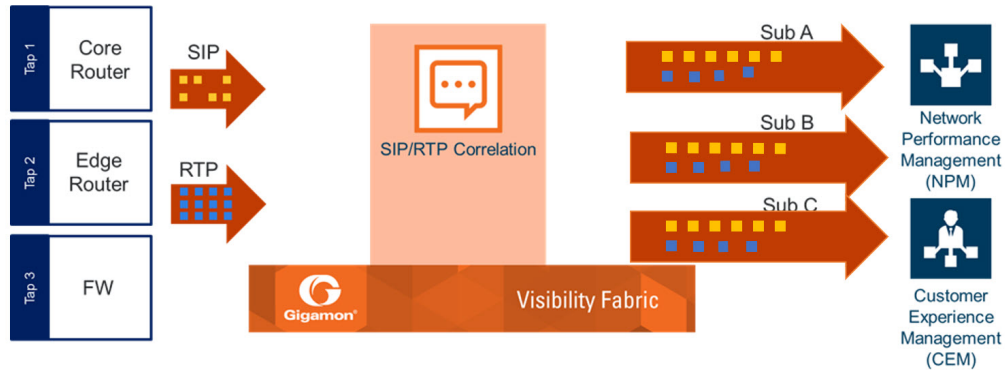 Tap 1
Core
Router
SIP
Tap 2
Edge
Router
RTP
Tap 3
FW
SIP/RTP Correlation
Gigamon®
Visibility Fabric
Sub A
Sub B
Sub C
Network
Performance
Management
(NPM)
Customer
Experience
Management
(CEM)